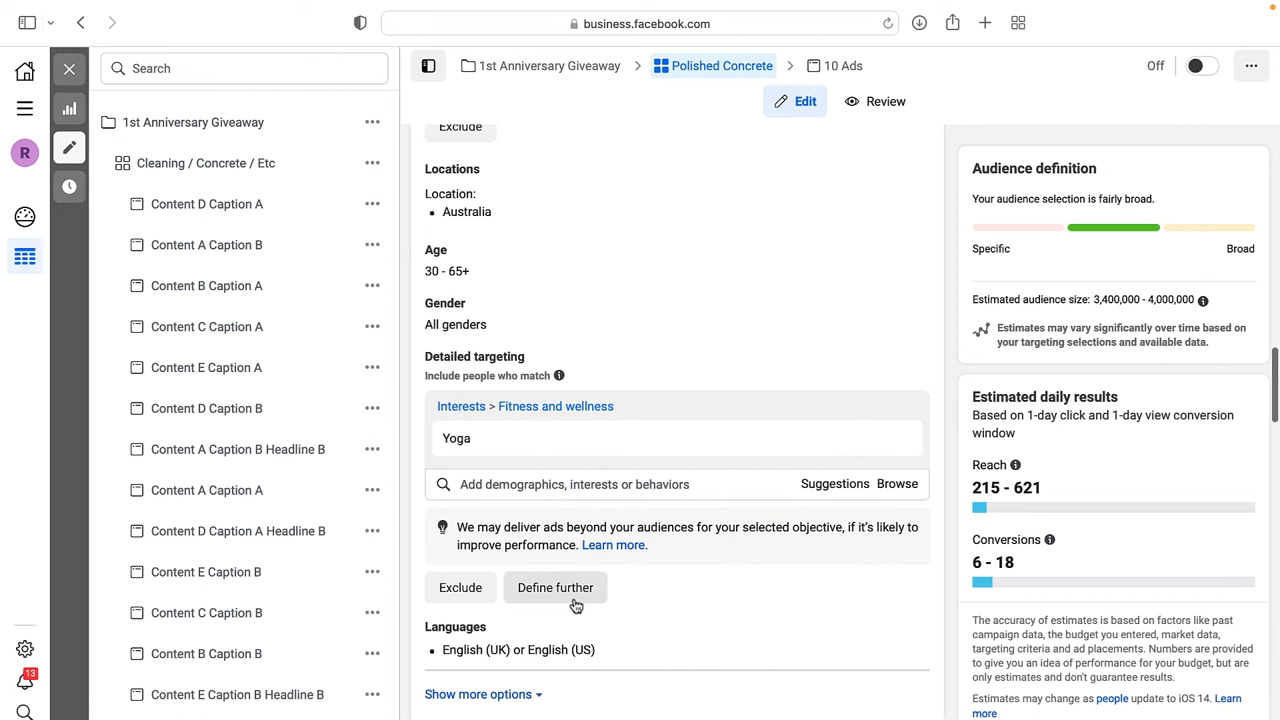 business.facebook.com
Search
1st Anniversary Giveaway
Polished Concrete
10 Ads
Off
Edit
Review
R
1st Anniversary Giveaway
Cleaning / Concrete / Etc
Content D Caption A
Content A Caption B
Content B Caption A
Content C Caption A
Content E Caption A
Content D Caption B
Content A Caption B Headline B
Content A Caption A
Content D Caption A Headline B
Content E Caption B
Content C Caption B
Content B Caption B
Content E Caption B Headline B
13
Exclude
Locations
Location:
Australia
Age
30 - 65+
Gender
All genders
Detailed targeting
Include people who match
Interests > Fitness and wellness
Yoga
Add demographics, interests or behaviors Suggestions Browse
We may deliver ads beyond your audiences for your selected objective, if it's likely to
improve performance. Learn more.
Exclude Define further
Languages
English (UK) or English (US)
Show more options
Audience definition
Your audience selection is fairly broad.
Specific Broad
Estimated audience size: 3,400,000 - 4,000,000
Estimates may vary significantly over time based on
your targeting selections and available data.
Estimated daily results
Based on 1-day click and 1-day view conversion
window
Reach
215 - 621
Conversions
6 - 18
The accuracy of estimates is based on factors like past
campaign data, the budget you entered, market data,
targeting criteria and ad placements. Numbers are provided
to give you an idea of performance for your budget, but are
only estimates and don't guarantee results.
Estimates may change as people update to iOS 14. Learn
more